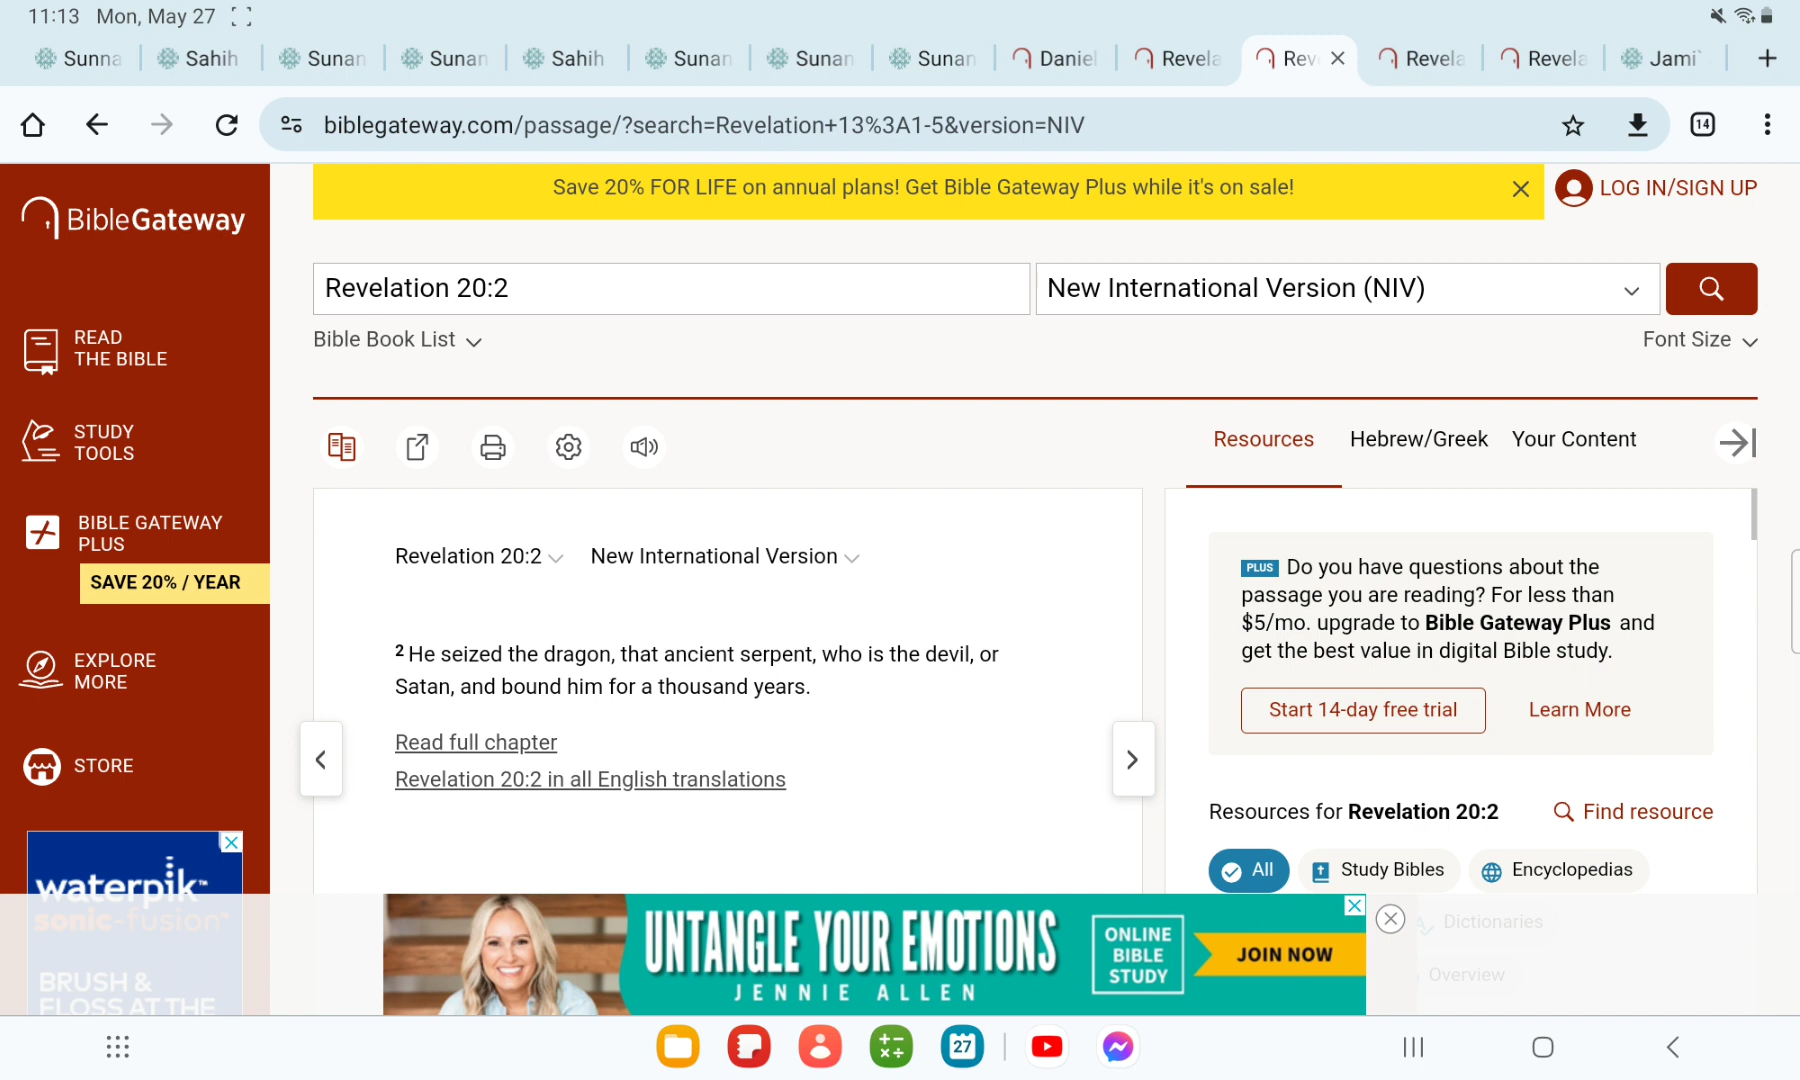 11:13 Mon, May 27
Sunna Sahih Sunan Sunan Sahih Sunan Sunan Sunan Daniel Revela Rev Revela Revela Jami`
biblegateway.com/passage/?search=Revelation+13%3A1-5&version=NIV
14
BibleGateway
Save 20% FOR LIFE on annual plans! Get Bible Gateway Plus while it's on sale!
LOG IN/SIGN UP
Revelation 20:2
New International Version (NIV)
Bible Book List
Font Size
READ
THE BIBLE
STUDY
TOOLS
BIBLE GATEWAY
PLUS
SAVE 20% / YEAR
EXPLORE
MORE
STORE
Resources Hebrew/Greek Your Content
Revelation 20:2 New International Version
2 He seized the dragon, that ancient serpent, who is the devil, or
Satan, and bound him for a thousand years.
Read full chapter
Revelation 20:2 in all English translations
PLUS Do you have questions about the
passage you are reading? For less than
$5/mo. upgrade to Bible Gateway Plus and
get the best value in digital Bible study.
Start 14-day free trial
Learn More
Resources for Revelation 20:2
Find resource
All Study Bibles Encyclopedias
Dictionaries
Overview
waterpik™
sonic-fusion™
BRUSH &
FLOSS AT THE
UNTANGLE YOUR EMOTIONS
JENNIE ALLEN
ONLINE
BIBLE
STUDY
JOIN NOW
27